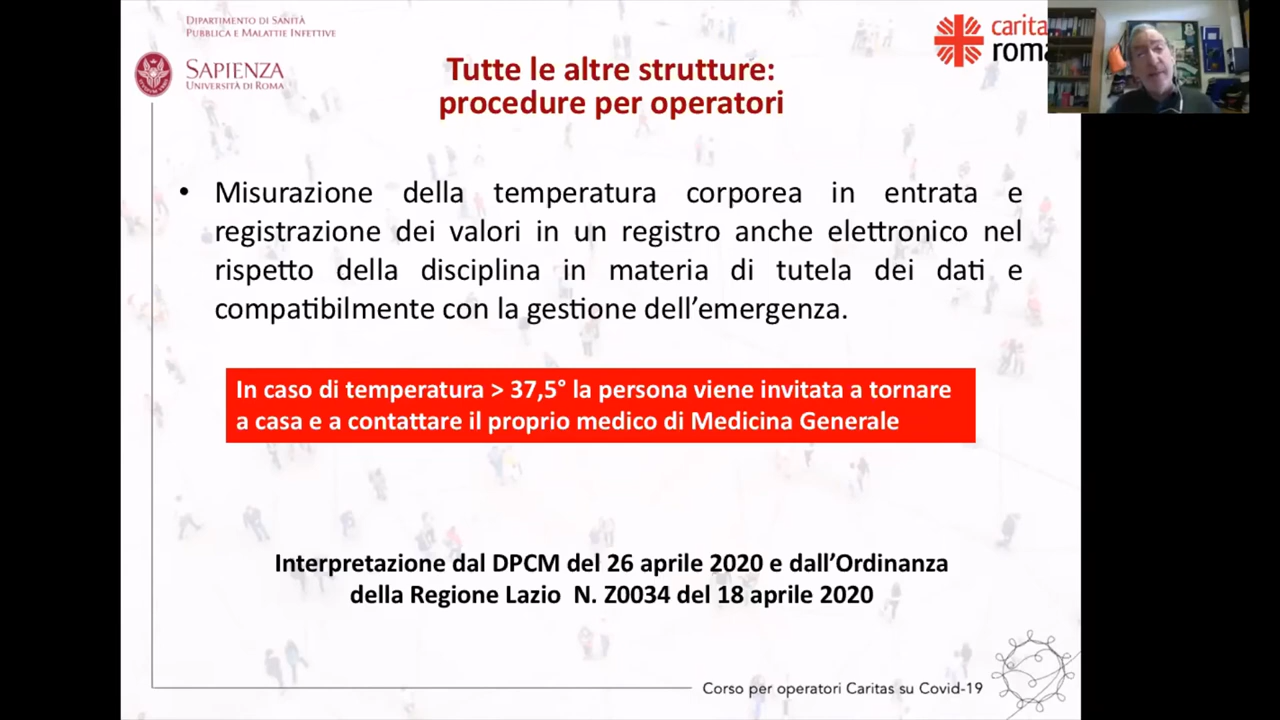 Dipartimento di Sanità
Pubblica e Malattie Infettive
Sapienza
Università di Roma
caritas
roma
Tutte le altre strutture:
procedure per operatori
• Misurazione della temperatura corporea in entrata e
registrazione dei valori in un registro anche elettronico nel
rispetto della disciplina in materia di tutela dei dati e
compatibilmente con la gestione dell’emergenza.
In caso di temperatura > 37,5° la persona viene invitata a tornare
a casa e a contattare il proprio medico di Medicina Generale
Interpretazione dal DPCM del 26 aprile 2020 e dall’Ordinanza
della Regione Lazio N. Z0034 del 18 aprile 2020
Corso per operatori Caritas su Covid-19